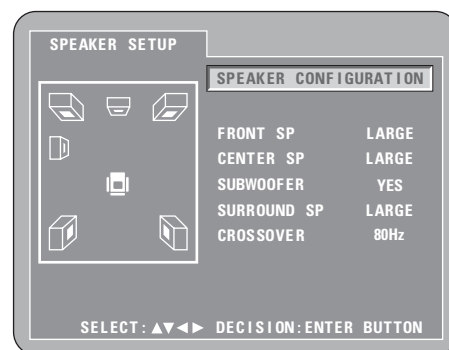 SPEAKER SETUP
SPEAKER CONFIGURATION
FRONT SP LARGE
CENTER SP LARGE
SUBWOOFER YES
SURROUND SP LARGE
CROSSOVER 80Hz
SELECT:▲▼◄► DECISION:ENTER BUTTON